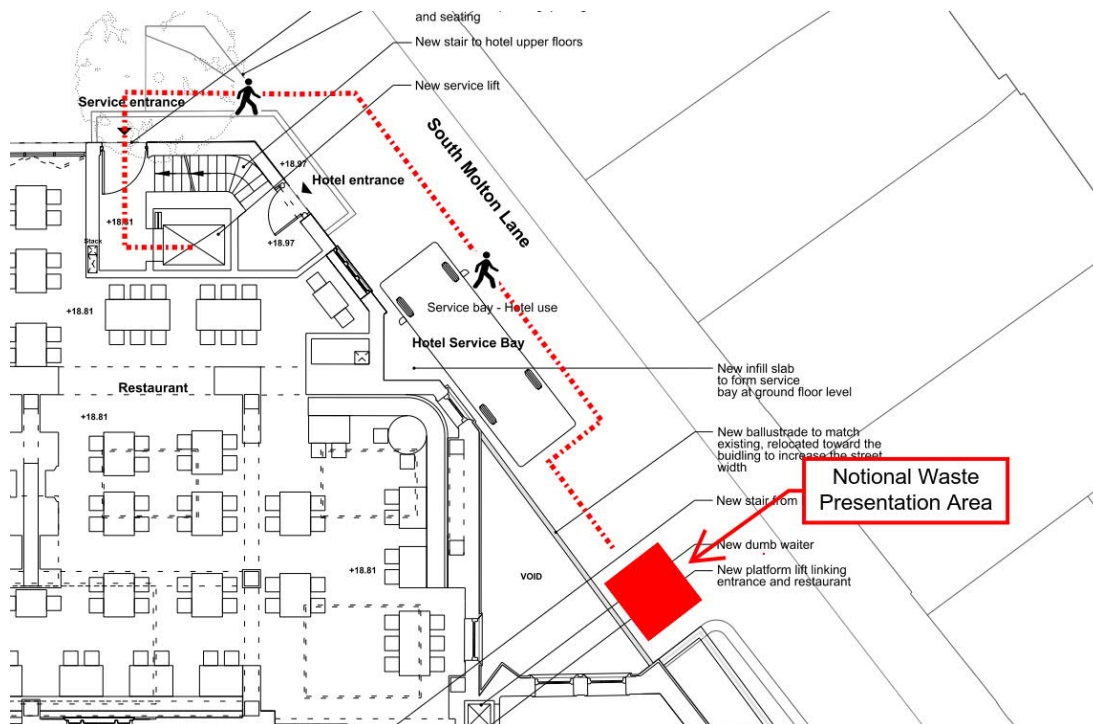 and seating
New stair to hotel upper floors
Service entrance
New service lift
South Molton Lane
+18.97
Hotel entrance
+18.81
+18.97
Stack
+18.81
Service bay - Hotel use
Hotel Service Bay
Restaurant
New infill slab
to form service
bay at ground floor level
+18.81
New ballustrade to match
existing, relocated toward the
buidling to increase the street
width
Notional Waste
Presentation Area
New stair from
New dumb waiter
+18.81
VOID
New platform lift linking
entrance and restaurant